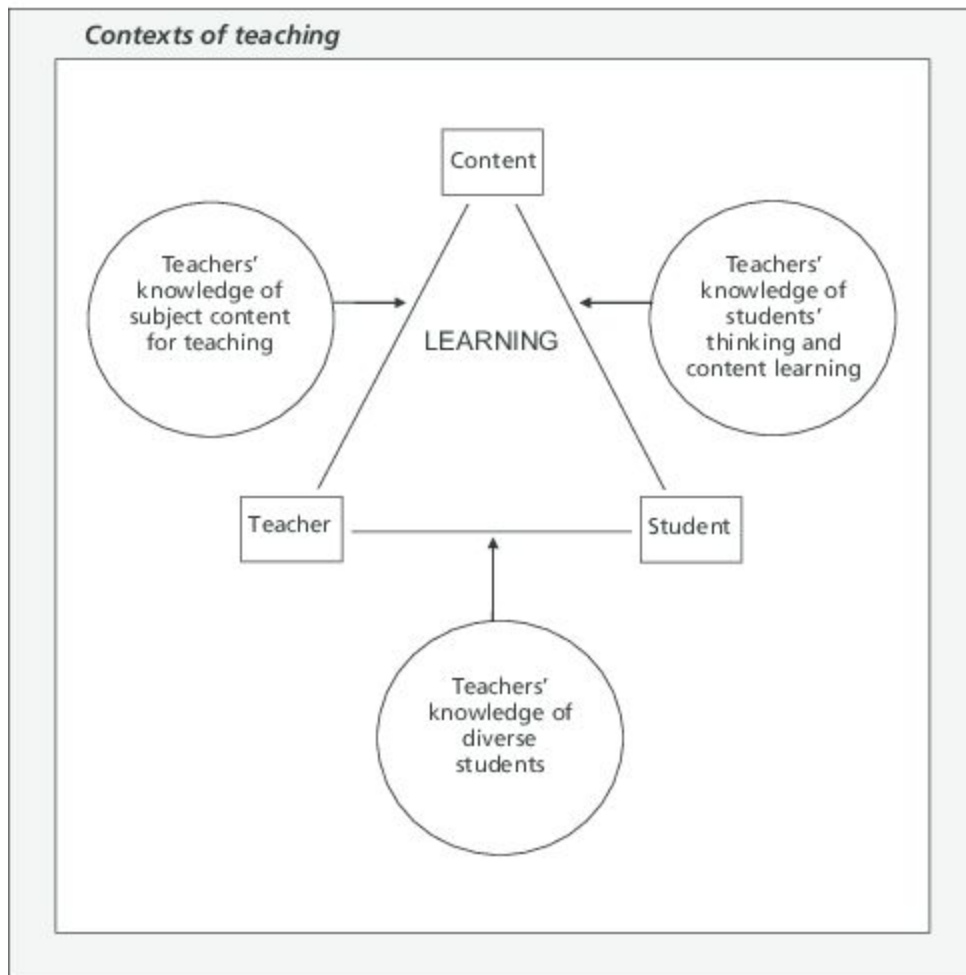 Contexts of teaching
Content
Teachers’
knowledge of
subject content
for teaching
Teachers’
knowledge of
students’
thinking and
content learning
LEARNING
Teacher
Student
Teachers’
knowledge of
diverse
students